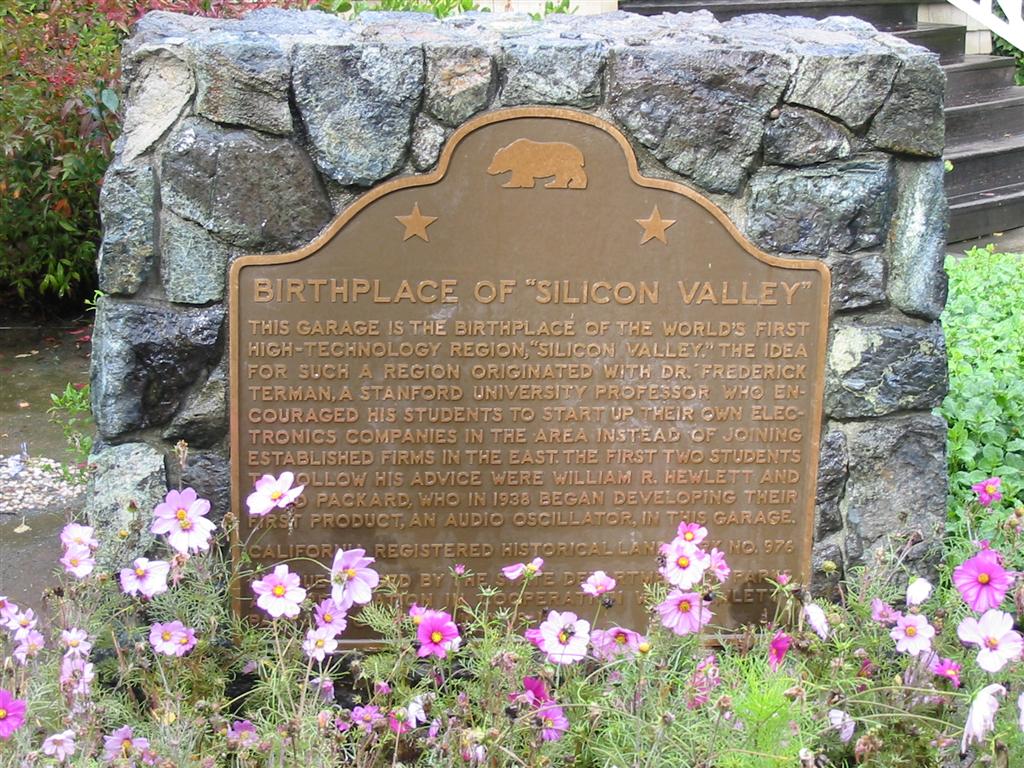 BIRTHPLACE OF "SILICON VALLEY"
THIS GARAGE IS THE BIRTHPLACE OF THE WORLD'S FIRST
HIGH-TECHNOLOGY REGION, "SILICON VALLEY." THE IDEA
FOR SUCH A REGION ORIGINATED WITH DR. FREDERICK
TERMAN, A STANFORD UNIVERSITY PROFESSOR WHO EN-
COURAGED HIS STUDENTS TO START UP THEIR OWN ELEC-
TRONICS COMPANIES IN THE AREA INSTEAD OF JOINING
ESTABLISHED FIRMS IN THE EAST. THE FIRST TWO STUDENTS
FOLLOW HIS ADVICE WERE WILLIAM R. HEWLETT AND
PACKARD, WHO IN 1938 BEGAN DEVELOPING THEIR
FIRST PRODUCT, AN AUDIO OSCILLATOR, IN THIS GARAGE.
CALIFORNIA REGISTERED HISTORICAL LANDMARK NO. 976
BY THE STATE DEPARTMENT
IN COOPERATION